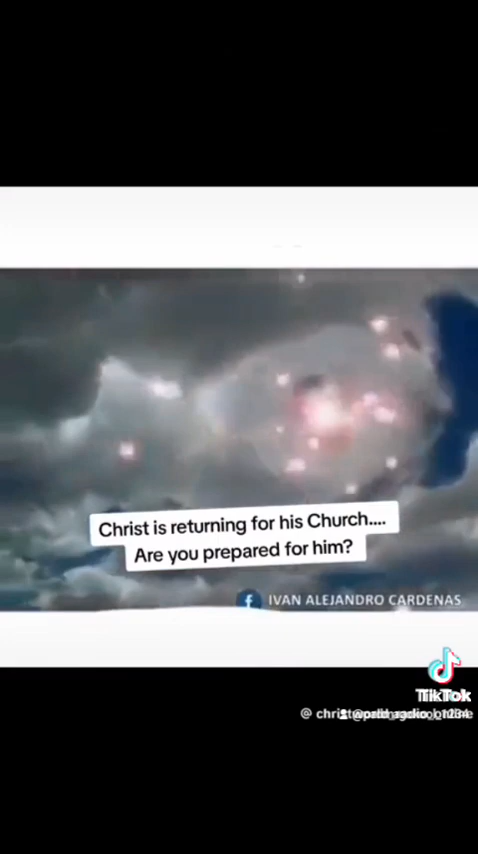 Christ is returning for his Church....
Are you prepared for him?
IVAN ALEJANDRO CARDENAS
TikTok